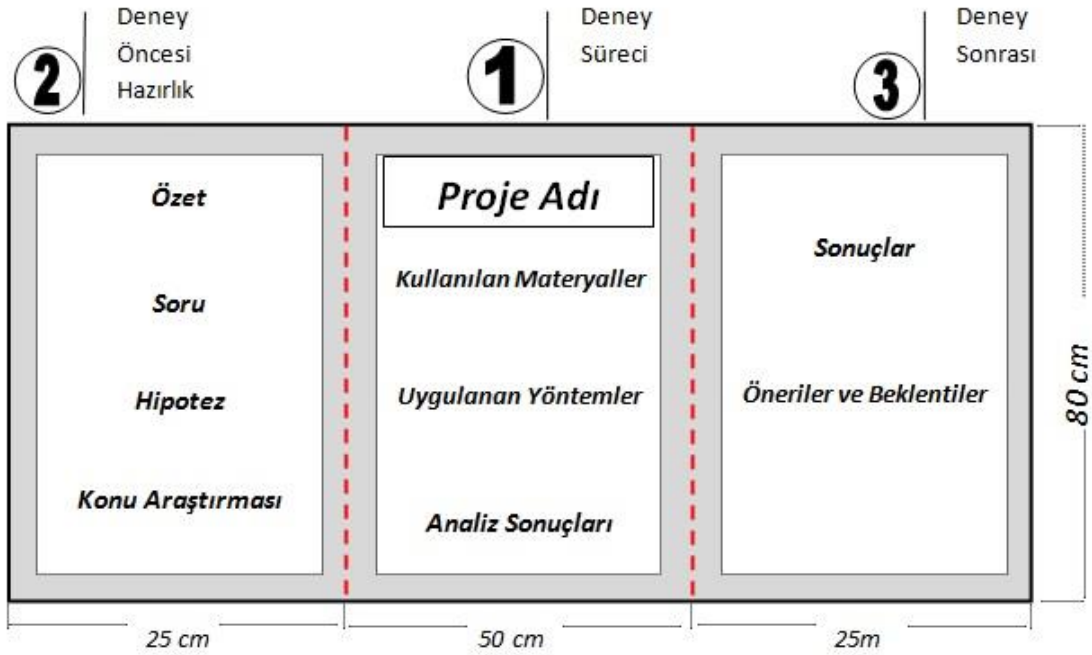 Deney
Öncesi
Hazırlık
2
Deney
Süreci
1
Deney
Sonrası
3
Özet
Soru
Hipotez
Konu Araştırması
Proje Adı
Kullanılan Materyaller
Uygulanan Yöntemler
Analiz Sonuçları
Sonuçlar
Öneriler ve Beklentiler
80 cm
25 cm
50 cm
25m